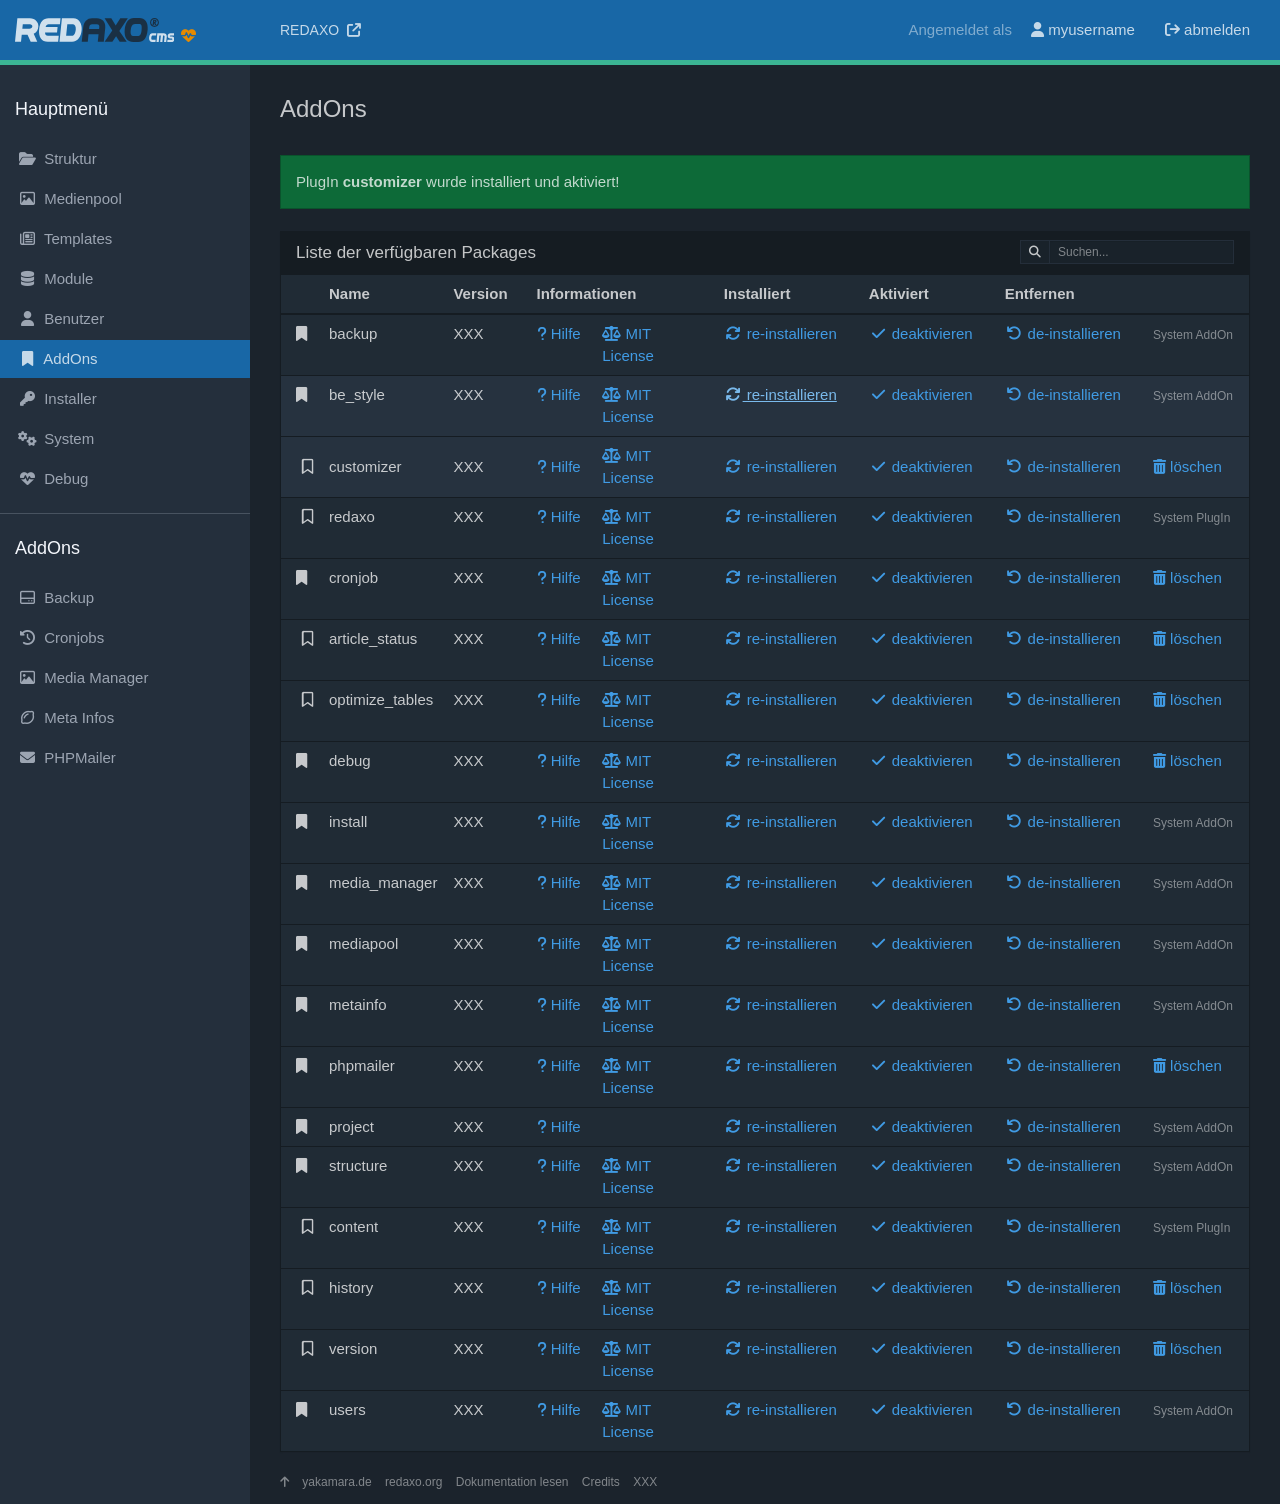 REDAXO® cms
REDAXO
Angemeldet als myusername abmelden
Hauptmenü
Struktur
Medienpool
Templates
Module
Benutzer
AddOns
Installer
System
Debug
AddOns
Backup
Cronjobs
Media Manager
Meta Infos
PHPMailer
AddOns
PlugIn customizer wurde installiert und aktiviert!
Liste der verfügbaren Packages
Suchen...
Name Version Informationen Installiert Aktiviert Entfernen
backup XXX ? Hilfe MIT re-installieren deaktivieren de-installieren System AddOn
License
be_style XXX ? Hilfe MIT re-installieren deaktivieren de-installieren System AddOn
License
customizer XXX ? Hilfe MIT re-installieren deaktivieren de-installieren löschen
License
redaxo XXX ? Hilfe MIT re-installieren deaktivieren de-installieren System PlugIn
License
cronjob XXX ? Hilfe MIT re-installieren deaktivieren de-installieren löschen
License
article_status XXX ? Hilfe MIT re-installieren deaktivieren de-installieren löschen
License
optimize_tables XXX ? Hilfe MIT re-installieren deaktivieren de-installieren löschen
License
debug XXX ? Hilfe MIT re-installieren deaktivieren de-installieren löschen
License
install XXX ? Hilfe MIT re-installieren deaktivieren de-installieren System AddOn
License
media_manager XXX ? Hilfe MIT re-installieren deaktivieren de-installieren System AddOn
License
mediapool XXX ? Hilfe MIT re-installieren deaktivieren de-installieren System AddOn
License
metainfo XXX ? Hilfe MIT re-installieren deaktivieren de-installieren System AddOn
License
phpmailer XXX ? Hilfe MIT re-installieren deaktivieren de-installieren löschen
License
project XXX ? Hilfe re-installieren deaktivieren de-installieren System AddOn
structure XXX ? Hilfe MIT re-installieren deaktivieren de-installieren System AddOn
License
content XXX ? Hilfe MIT re-installieren deaktivieren de-installieren System PlugIn
License
history XXX ? Hilfe MIT re-installieren deaktivieren de-installieren löschen
License
version XXX ? Hilfe MIT re-installieren deaktivieren de-installieren löschen
License
users XXX ? Hilfe MIT re-installieren deaktivieren de-installieren System AddOn
License
yakamara.de redaxo.org Dokumentation lesen Credits XXX